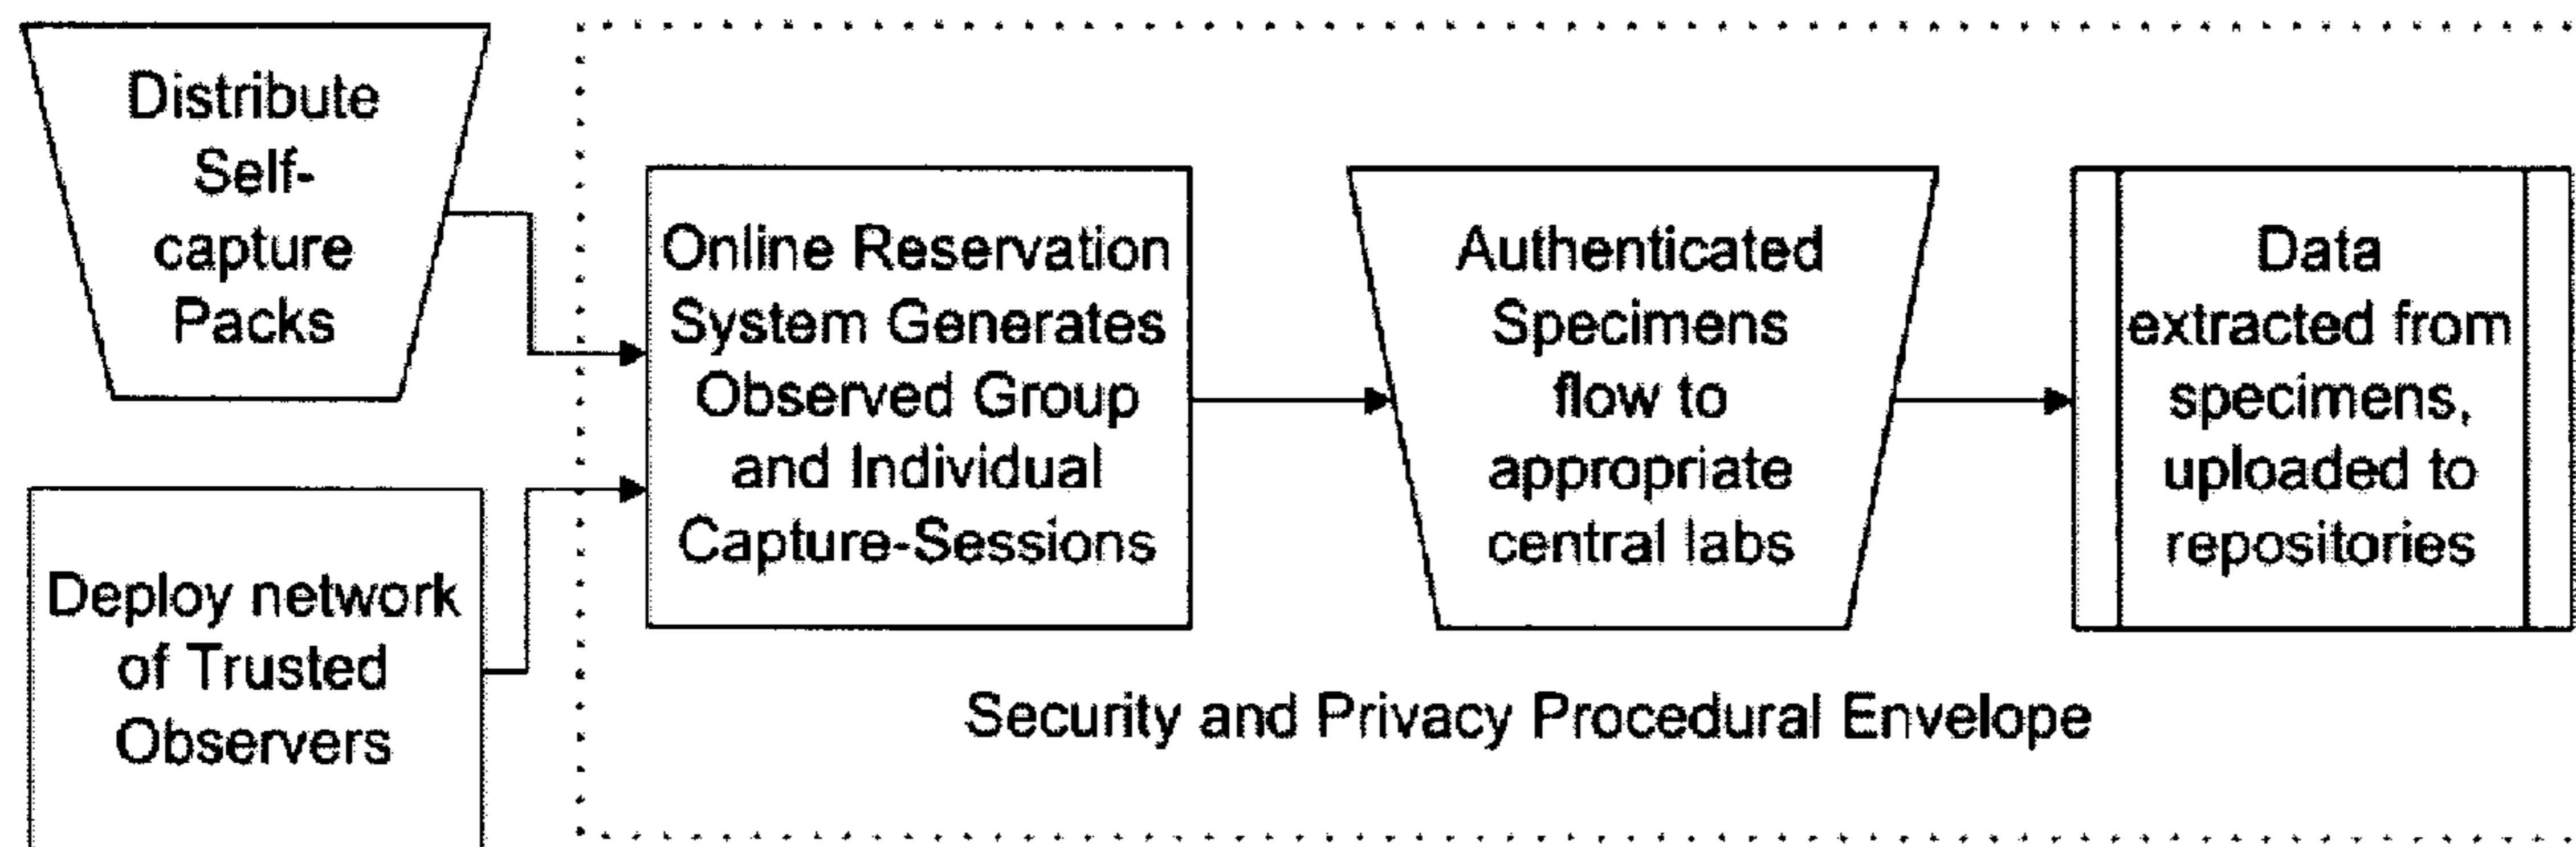 Distribute
Self-
capture
Packs
Deploy network
of Trusted
Observers
Online Reservation
System Generates
Observed Group
and Individual
Capture-Sessions
Authenticated
Specimens
flow to
appropriate
central labs
Data
extracted from
specimens,
uploaded to
repositories
Security and Privacy Procedural Envelope